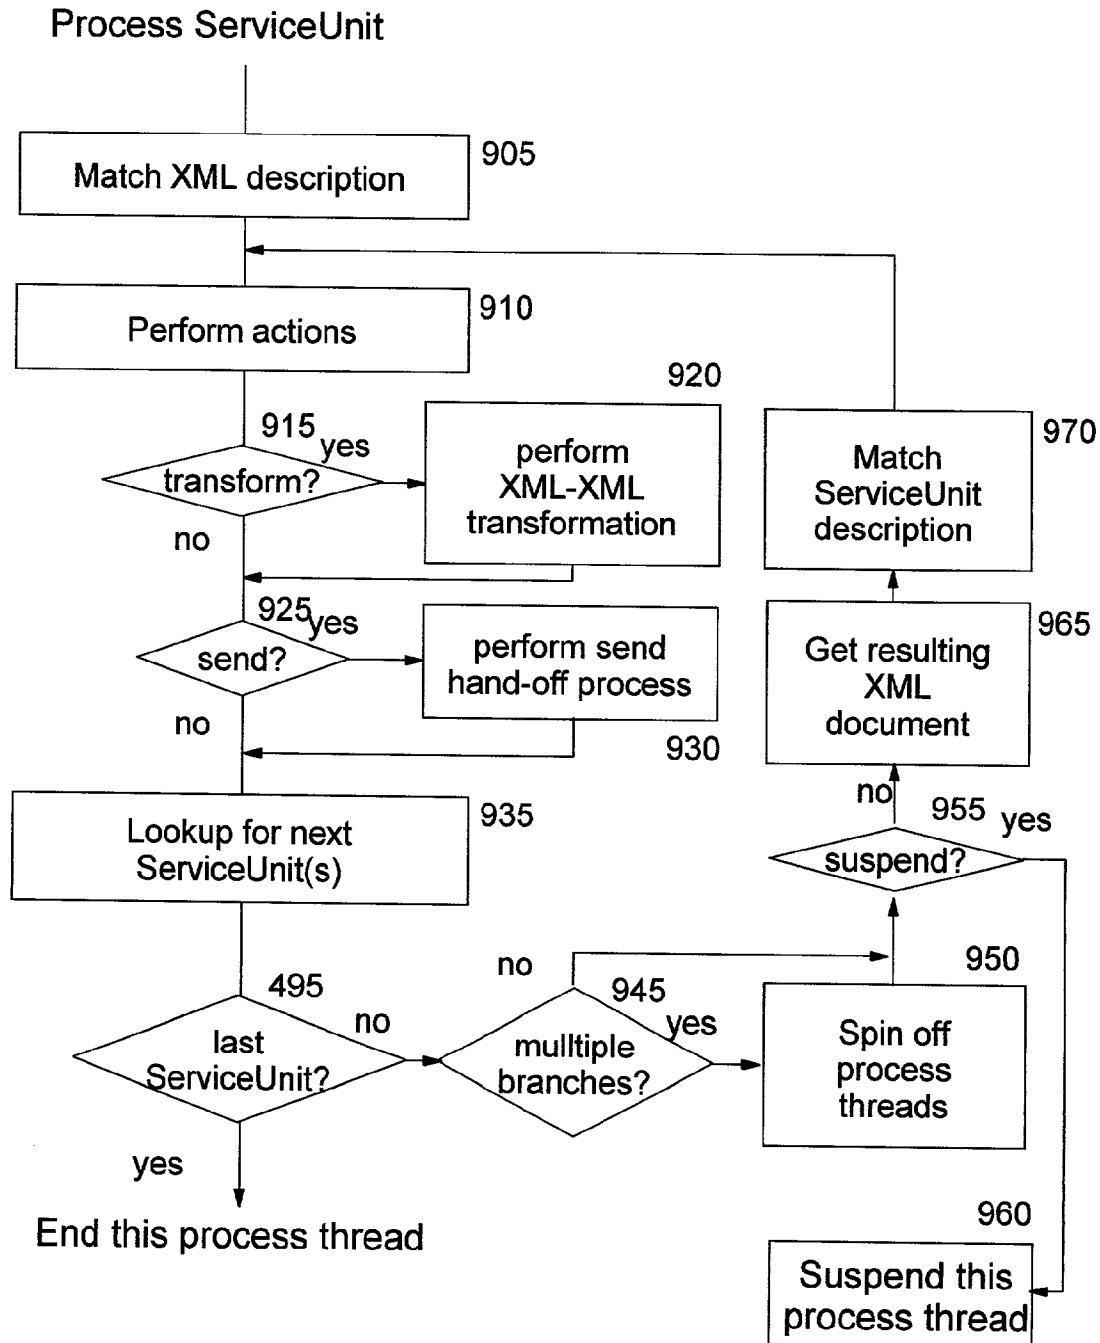 Process ServiceUnit
905
Match XML description
910
Perform actions
920
915
yes
transform?
no
perform
XML-XML
transformation
970
Match
ServiceUnit
description
925
yes
send?
no
perform send
hand-off process
930
965
Get resulting
XML
document
no
955
yes
suspend?
935
Lookup for next
ServiceUnit(s)
495
no
last
ServiceUnit?
yes
no
945
yes
mulltiple
branches?
950
Spin off
process
threads
End this process thread
960
Suspend this
process thread